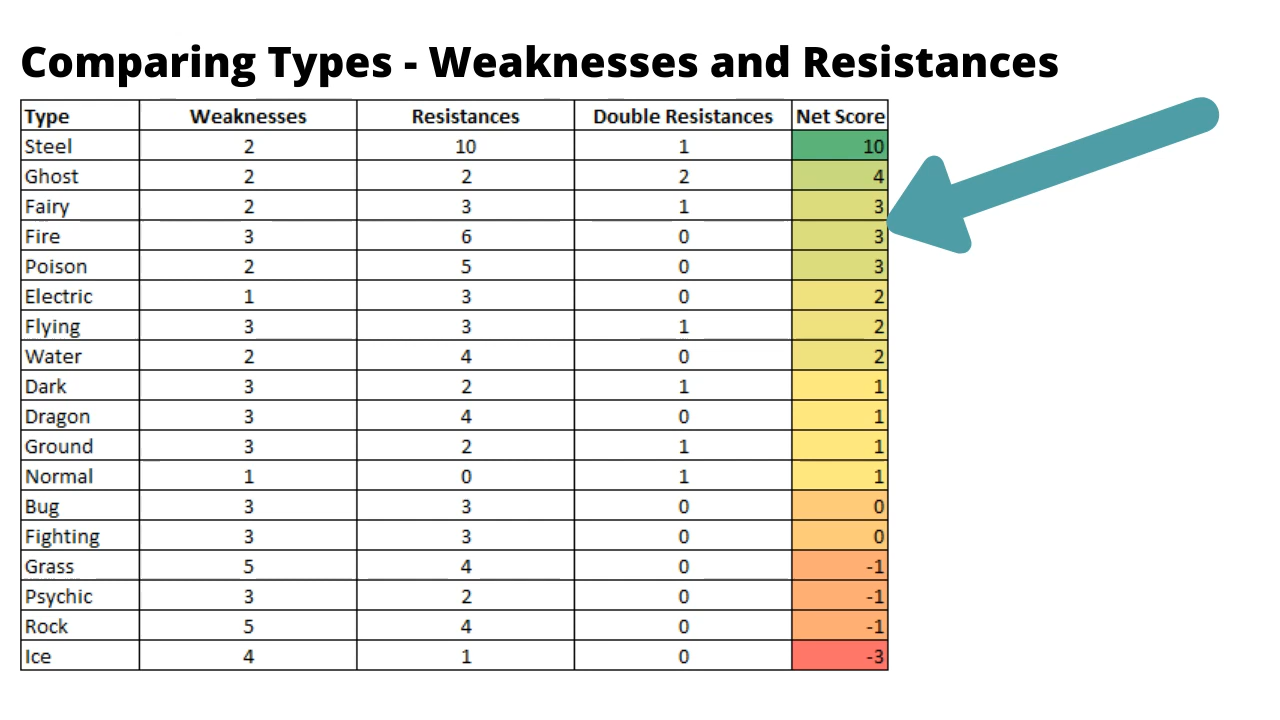 Comparing Types - Weaknesses and Resistances
Type Weaknesses Resistances Double Resistances Net Score
Steel 2 10 1 10
Ghost 2 2 2 4
Fairy 2 3 1 3
Fire 3 6 0 3
Poison 2 5 0 3
Electric 1 3 0 2
Flying 3 3 1 2
Water 2 4 0 2
Dark 3 2 1 1
Dragon 3 4 0 1
Ground 3 2 1 1
Normal 1 0 1 1
Bug 3 3 0 0
Fighting 3 3 0 0
Grass 5 4 0 -1
Psychic 3 2 0 -1
Rock 5 4 0 -1
Ice 4 1 0 -3